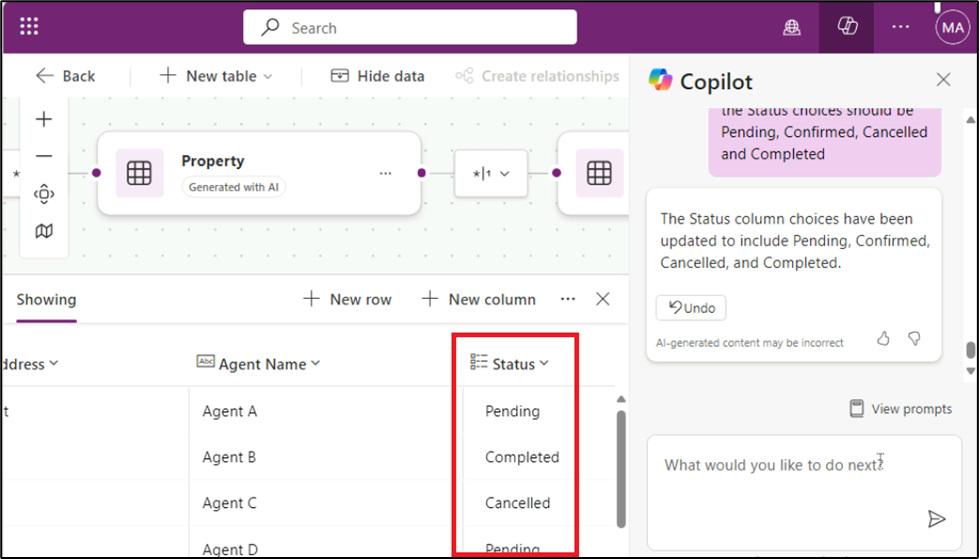 Search
MA
Back
New table
Hide data
Create relationships
Copilot
the Status choices should be
Pending, Confirmed, Cancelled
and Completed
*
Property
Generated with AI
...
*|1
The Status column choices have been
updated to include Pending, Confirmed,
Cancelled, and Completed.
Undo
AI-generated content may be incorrect
Showing
New row
New column
...
ddress
Abc Agent Name
Status
t
Agent A
Pending
Agent B
Completed
Agent C
Cancelled
Agent D
Pending
View prompts
What would you like to do next?